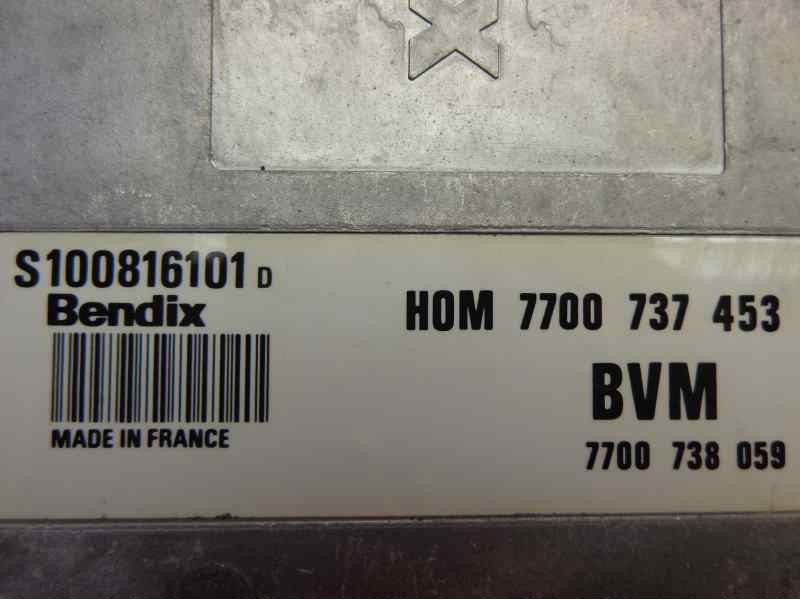 X
S100816101 D
Bendix
MADE IN FRANCE
HOM 7700 737 453
BVM
7700 738 059